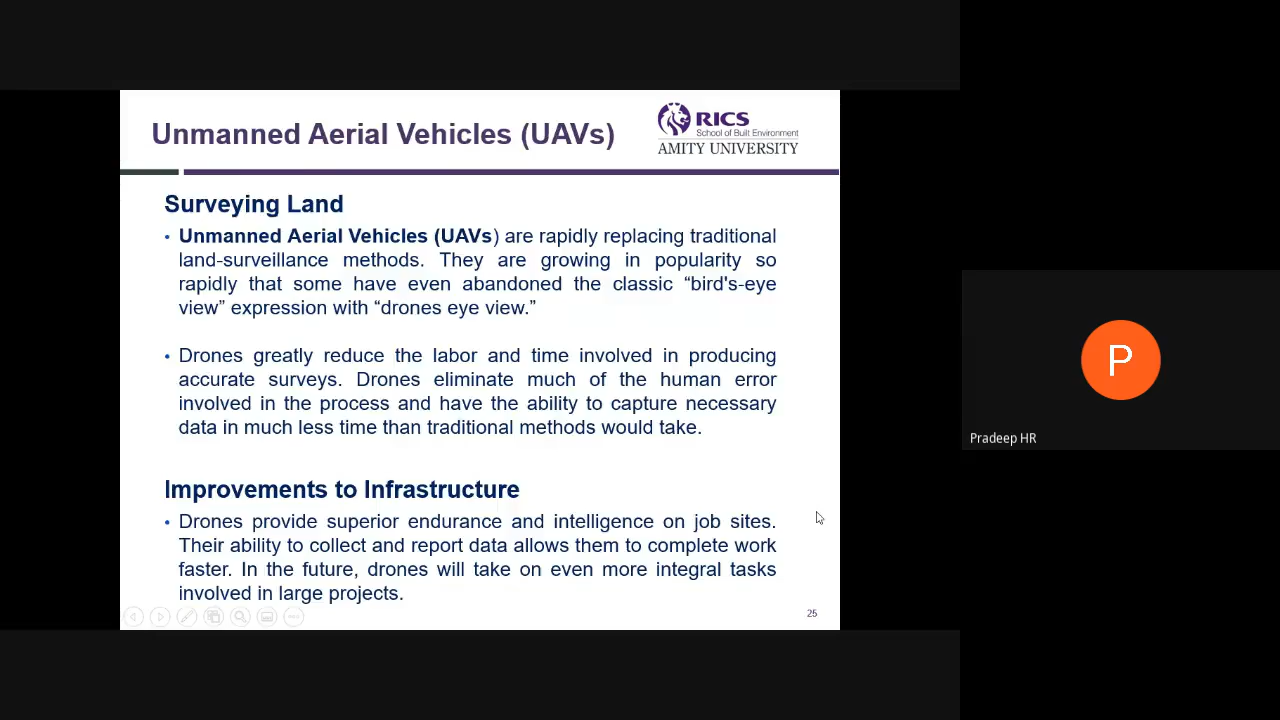 Unmanned Aerial Vehicles (UAVs)
RICS
School of Built Environment
AMITY UNIVERSITY
Surveying Land
• Unmanned Aerial Vehicles (UAVs) are rapidly replacing traditional
land-surveillance methods. They are growing in popularity so
rapidly that some have even abandoned the classic “bird's-eye
view” expression with “drones eye view.”
• Drones greatly reduce the labor and time involved in producing
accurate surveys. Drones eliminate much of the human error
involved in the process and have the ability to capture necessary
data in much less time than traditional methods would take.
Improvements to Infrastructure
• Drones provide superior endurance and intelligence on job sites.
Their ability to collect and report data allows them to complete work
faster. In the future, drones will take on even more integral tasks
involved in large projects.
25
P
Pradeep HR